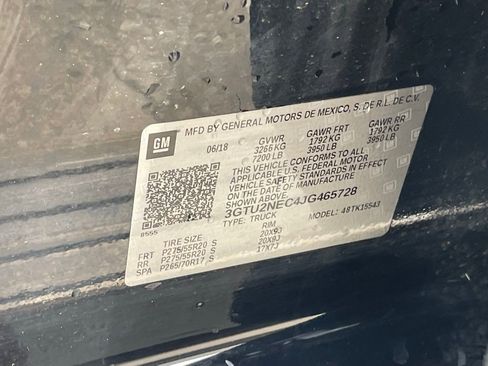 GM
MFD BY GENERAL MOTORS DE MEXICO, S. DE R.L. DE C.V.
06/18 GVWR GAWR FRT GAWR RR
3266 KG 1792 KG 1792 KG
7200 LB 3950 LB 3950 LB
THIS VEHICLE CONFORMS TO ALL
APPLICABLE U.S. FEDERAL MOTOR
VEHICLE SAFETY STANDARDS IN
EFFECT ON THE DATE OF
MANUFACTURE SHOWN ABOVE.
3GTU2NEC4JG465728
TYPE: TRUCK MODEL: 48TK15543
8555
TIRE SIZE RIM
FRT P275/55R20 S 20X9J
RR P275/55R20 S 20X9J
SPA P265/70R17 S 17X7J